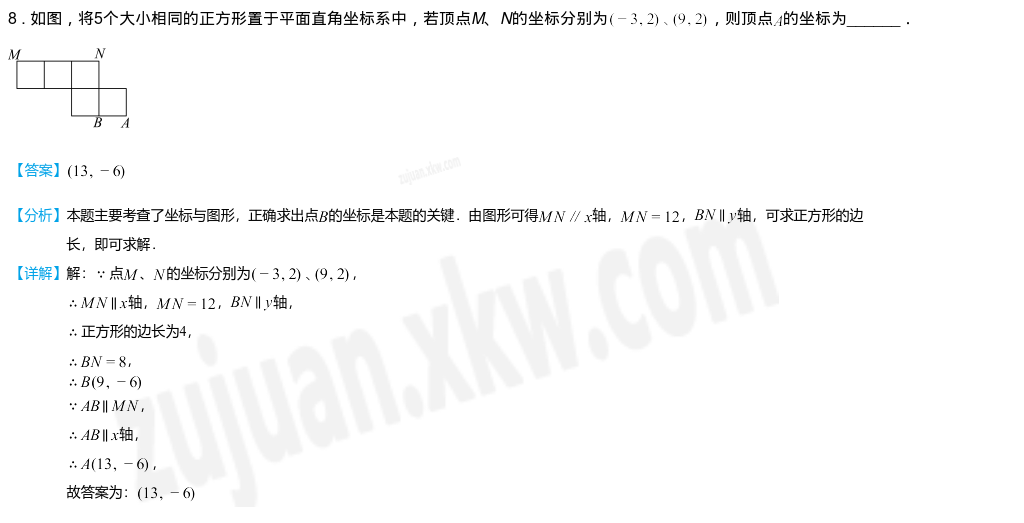 8．如图，将5个大小相同的正方形置于平面直角坐标系中，若顶点M、N的坐标分别为(−3, 2)、(9, 2)，则顶点A的坐标为______．
M N
B A
【答案】(13, −6)
【分析】本题主要考查了坐标与图形，正确求出点B的坐标是本题的关键．由图形可得MN∥x轴，MN=12，BN∥y轴，可求正方形的边
长，即可求解．
【详解】解：∵点M、N的坐标分别为(−3, 2)、(9, 2)，
∴MN∥x轴，MN=12，BN∥y轴，
∴正方形的边长为4，
∴BN=8，
∴B(9, −6)
∵AB∥MN，
∴AB∥x轴，
∴A(13, −6)，
故答案为：(13, −6)
zujuan.xkw.com
zujuan.xkw.com